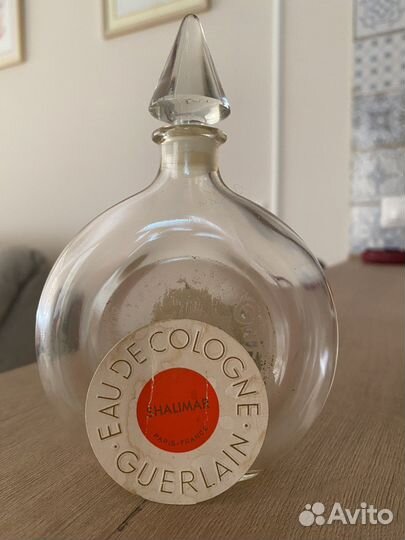 EAU DE COLOGNE
SHALIMAR
PARIS-FRANCE
GUERLAIN
Avito